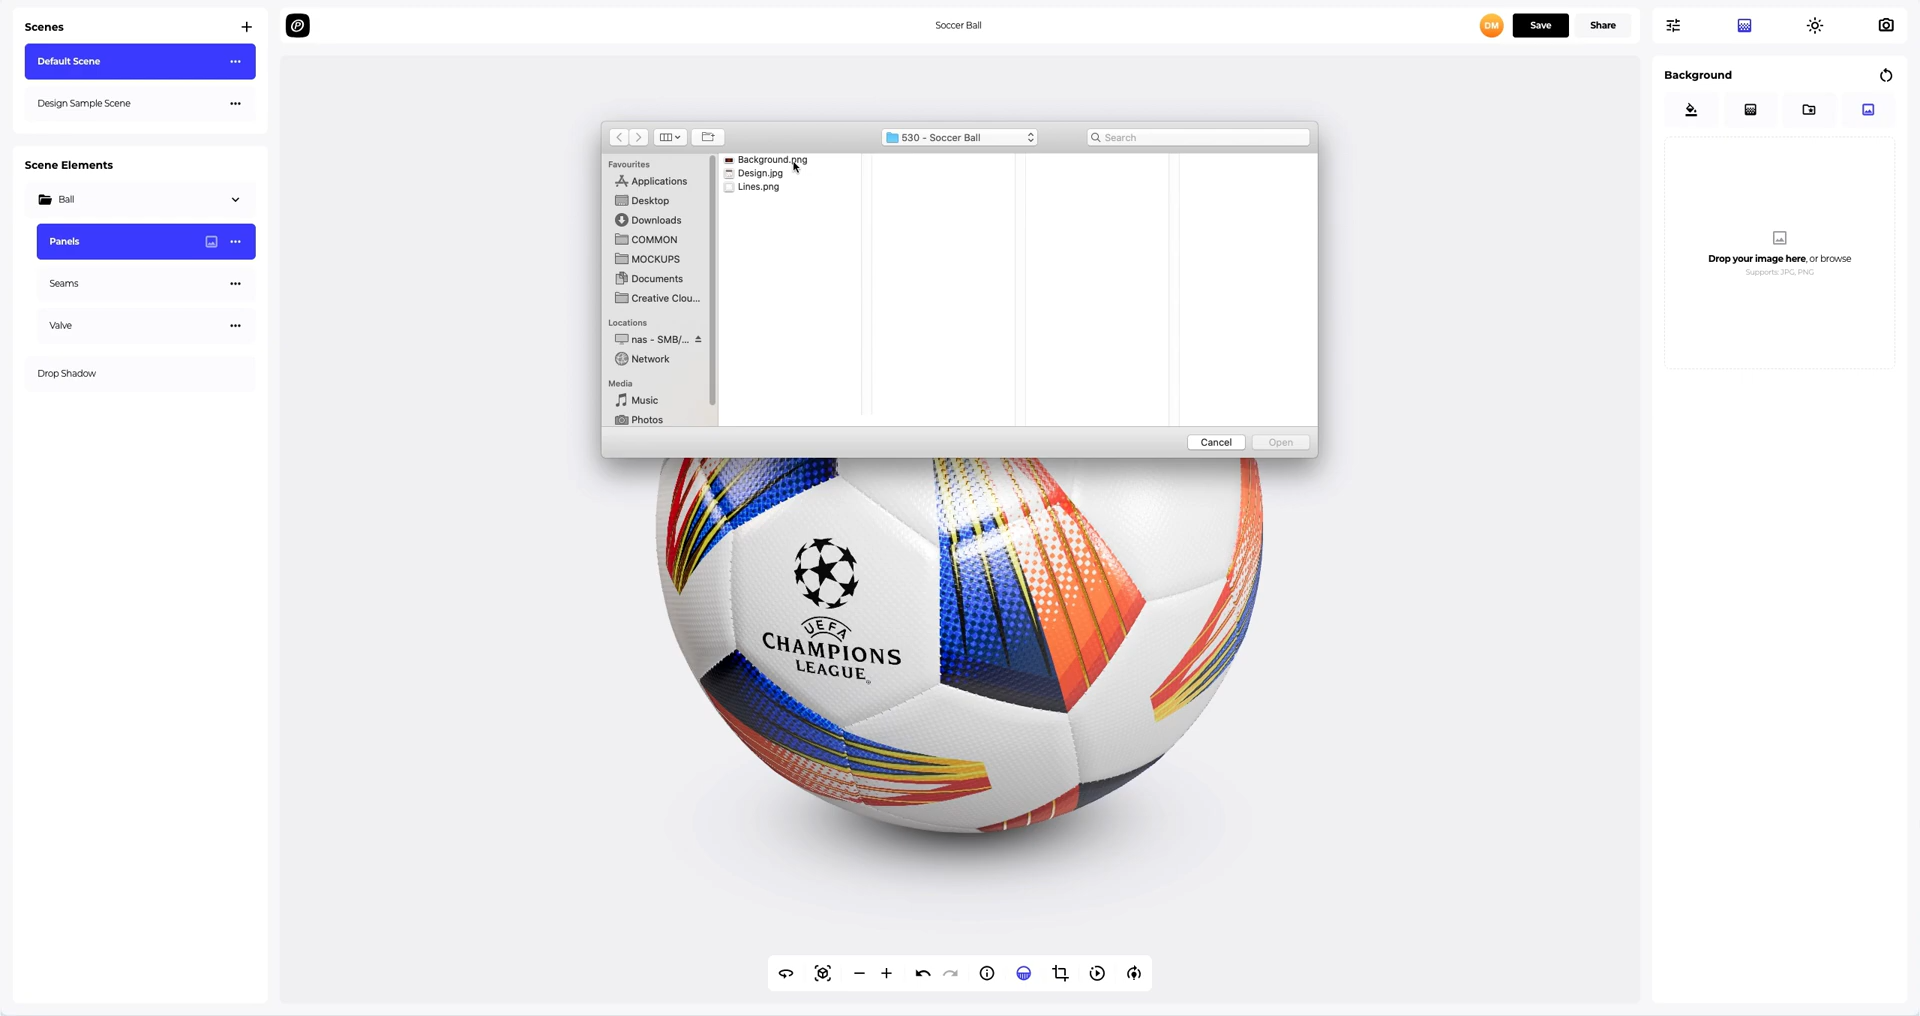 Scenes
Default Scene
Design Sample Scene
Scene Elements
Ball
Panels
Seams
Valve
Drop Shadow
Soccer Ball
DM
Save
Share
530 - Soccer Ball
Search
Favourites
Applications
Desktop
Downloads
COMMON
MOCKUPS
Documents
Creative Clou...
Locations
nas - SMB/...
Network
Media
Music
Photos
Background.png
Design.jpg
Lines.png
Cancel
Open
UEFA
CHAMPIONS
LEAGUE®
Background
Drop your image here, or browse
Supports: JPG, PNG